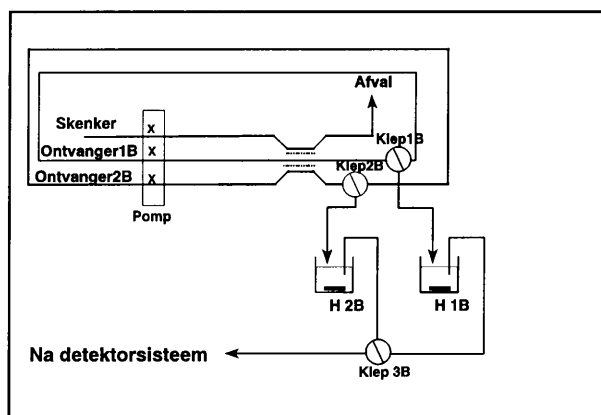 Afval
Skenker
Klep1B
Ontvanger1B
Klep2B
Ontvanger2B
Pomp
H 2B
H 1B
Na detektorsisteem
Klep 3B